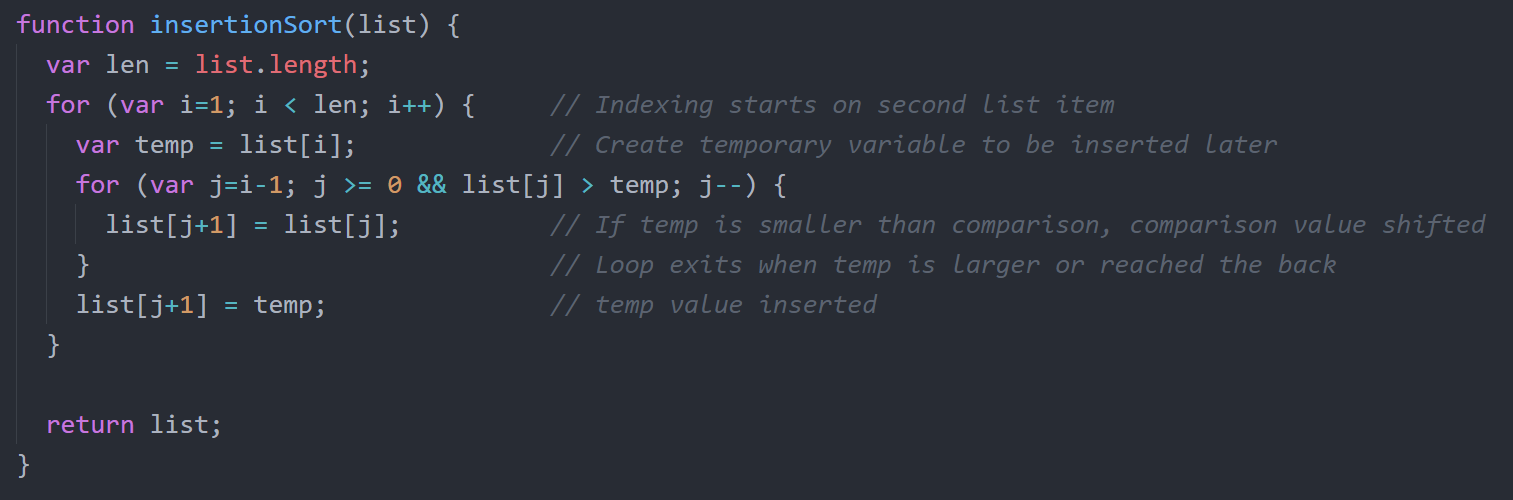 function insertionSort(list) {
  var len = list.length;
  for (var i=1; i < len; i++) {     // Indexing starts on second list item
    var temp = list[i];             // Create temporary variable to be inserted later
    for (var j=i-1; j >= 0 && list[j] > temp; j--) {
      list[j+1] = list[j];          // If temp is smaller than comparison, comparison value shifted
    }                               // Loop exits when temp is larger or reached the back
    list[j+1] = temp;               // temp value inserted
  }

  return list;
}